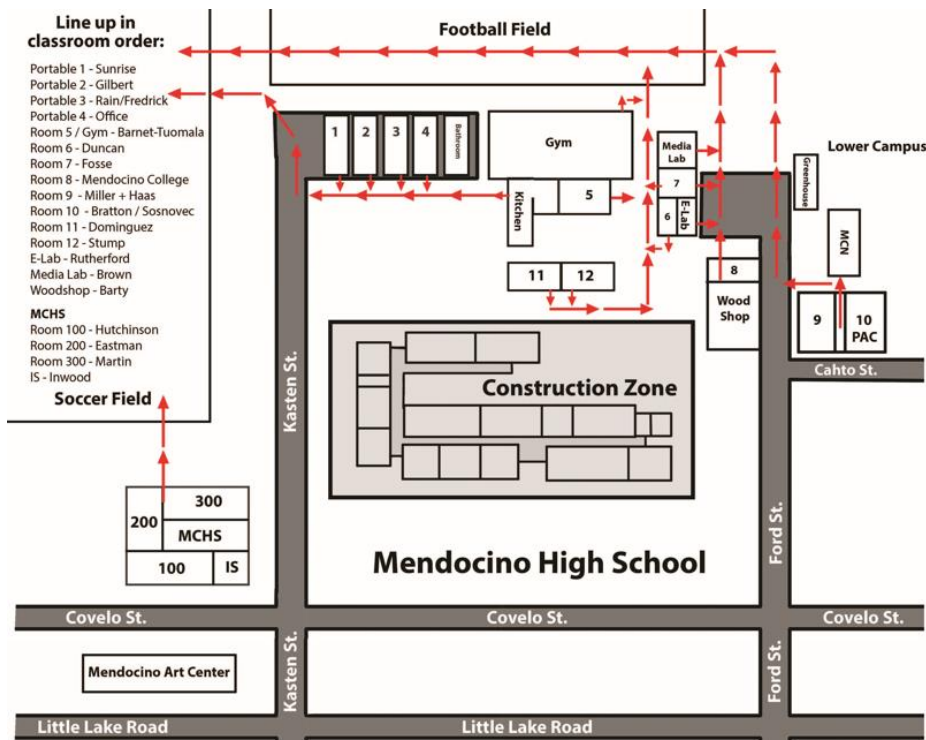 Line up in
classroom order:
Portable 1 - Sunrise
Portable 2 - Gilbert
Portable 3 - Rain/Fredrick
Portable 4 - Office
Room 5 / Gym - Barnet-Tuomala
Room 6 - Duncan
Room 7 - Fosse
Room 8 - Mendocino College
Room 9 - Miller + Haas
Room 10 - Bratton / Sosnovec
Room 11 - Dominguez
Room 12 - Stump
E-Lab - Rutherford
Media Lab - Brown
Woodshop - Barty
MCHS
Room 100 - Hutchinson
Room 200 - Eastman
Room 300 - Martin
IS - Inwood
Soccer Field
Football Field
1
2
3
4
Bathroom
Gym
Kitchen
5
Media
Lab
7
6
E-Lab
Lower Campus
Greenhouse
MCN
8
Wood
Shop
9
10
PAC
11
12
Cahto St.
Construction Zone
Kasten St.
Ford St.
300
200
MCHS
100
IS
Mendocino High School
Covelo St.
Covelo St.
Covelo St.
Mendocino Art Center
Kasten St.
Ford St.
Little Lake Road
Little Lake Road